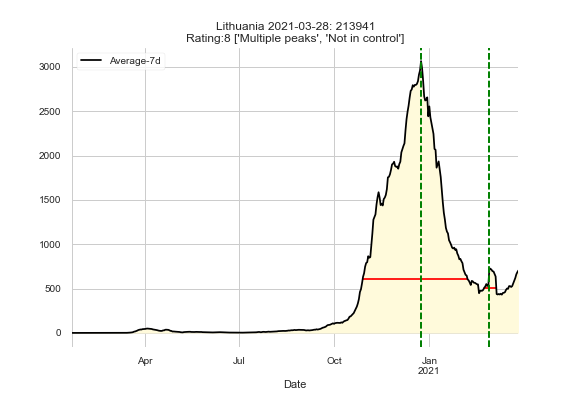 Lithuania 2021-03-28: 213941
Rating:8 ['Multiple peaks', 'Not in control']
Average-7d
3000
2500
2000
1500
1000
500
0
Apr
Jul
Oct
Jan
2021
Date